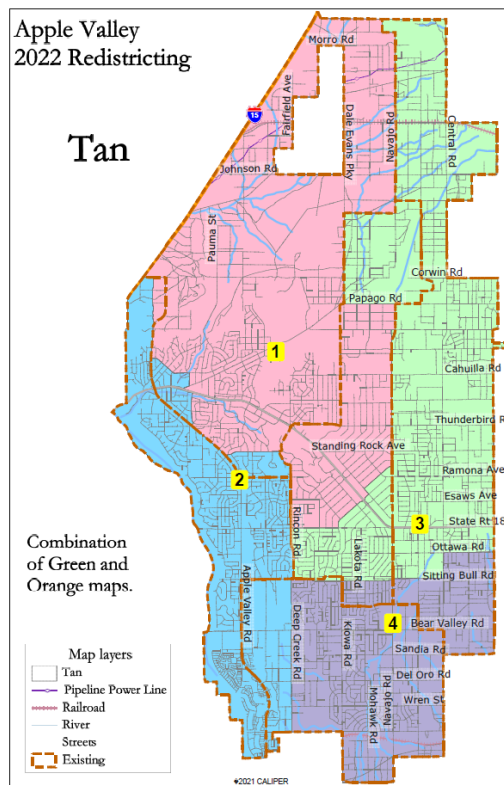 Apple Valley
2022 Redistricting
Tan
Morro Rd
Fairfield Ave
15
Dale Evans Pky
Navajo Rd
Central Rd
Johnson Rd
Pauma St
Corwin Rd
Papago Rd
1
Cahuilla Rd
Thunderbird R
Standing Rock Ave
Ramona Ave
2
Esaws Ave
Rincon Rd
3
State Rt 18
Lakota Rd
Ottawa Rd
Combination
of Green and
Orange maps.
Apple Valley Rd
Sitting Bull Rd
Deep Creek Rd
Kiowa Rd
4
Bear Valley Rd
Sandia Rd
Navajo Rd
Del Oro Rd
Mohawk Rd
Wren St
Map layers
Tan
Pipeline Power Line
Railroad
River
Streets
Existing
©2021 CALIPER